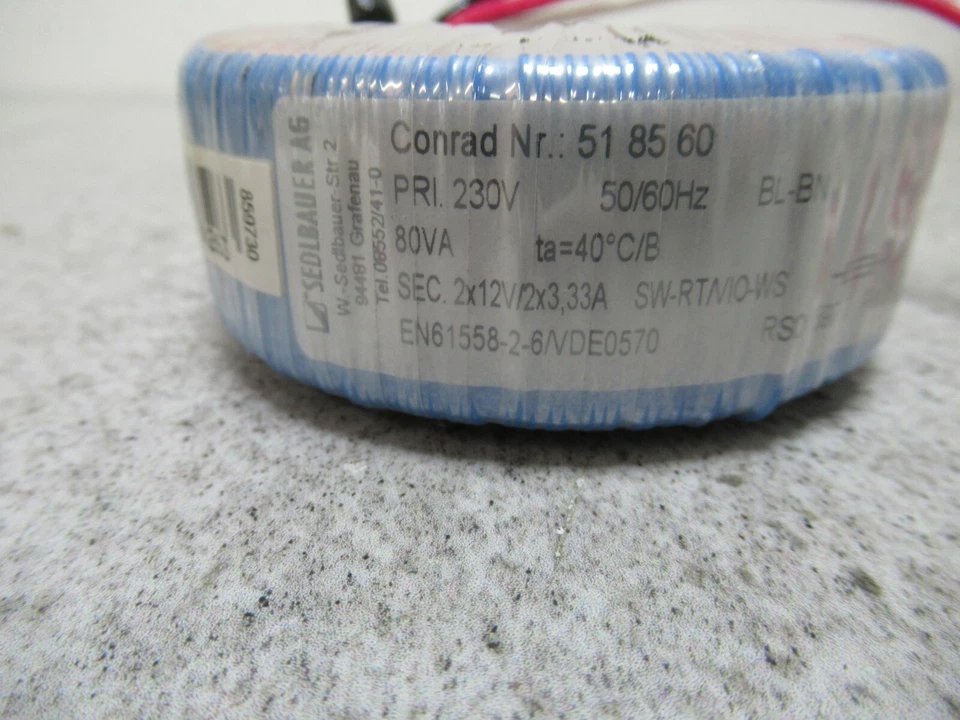 850730
SEDLBAUER AG
W.-Sedlbauer-Str 2
94481 Grafenau
Tel.08552/41-0
Conrad Nr.: 51 85 60
PRI. 230V 50/60Hz BL-BN
80VA ta=40°C/B
SEC. 2x12V/2x3,33A SW-RT/VIO-WS
EN61558-2-6/VDE0570